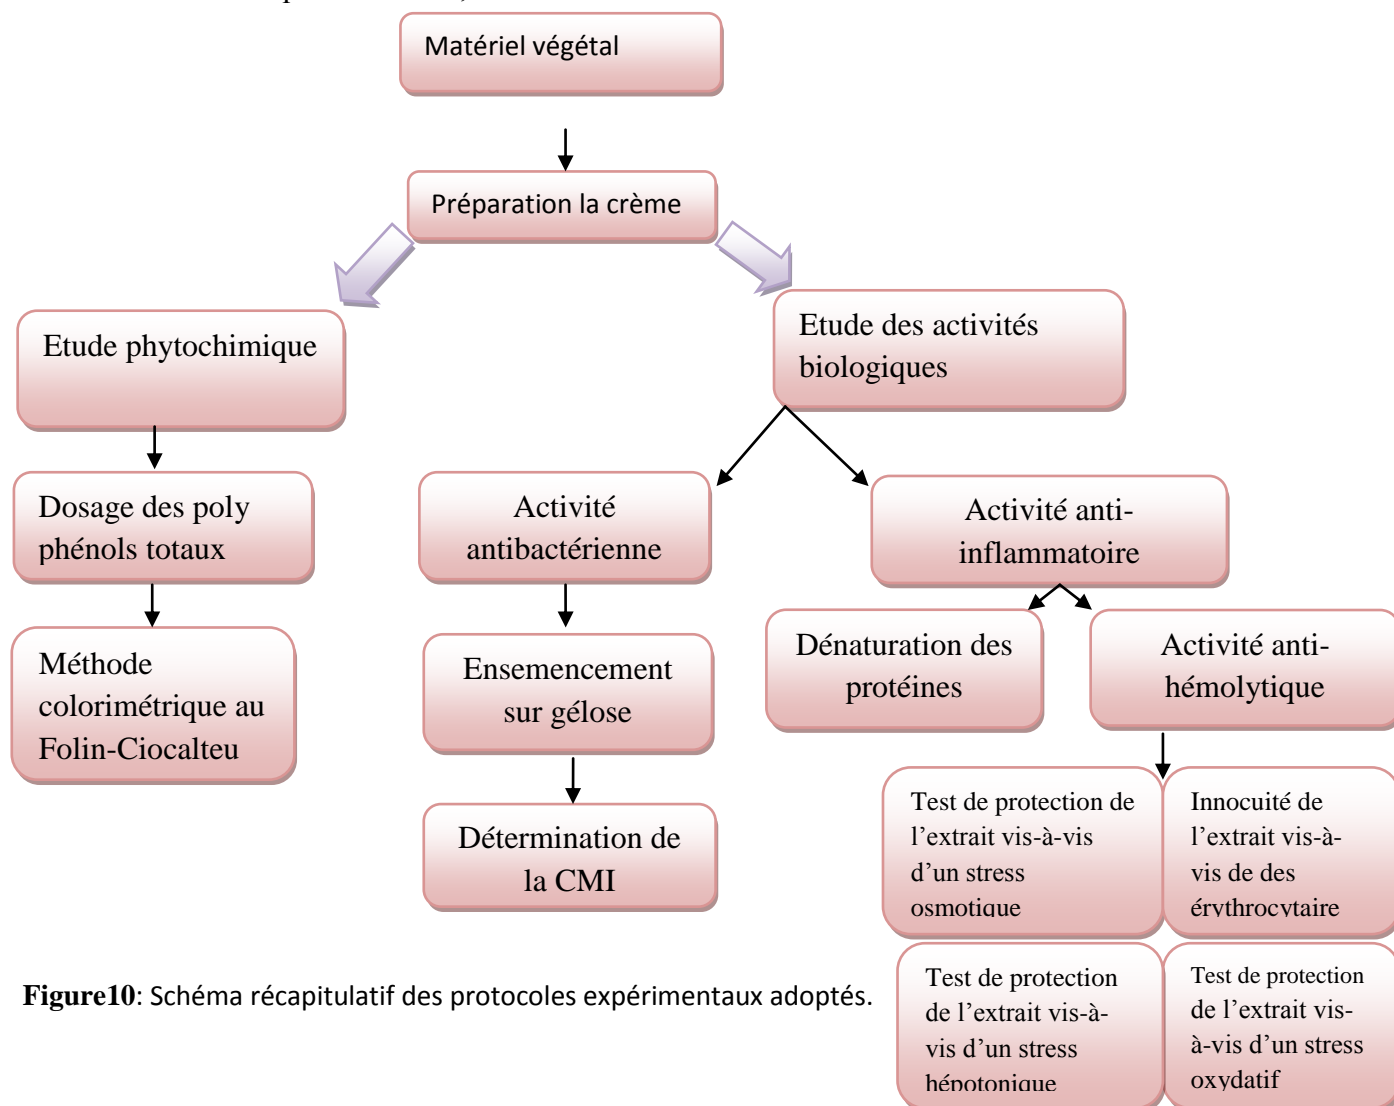 Matériel végétal
Préparation la crème
Etude phytochimique
Etude des activités
biologiques
Dosage des poly
phénols totaux
Activité
antibactérienne
Activité anti-
inflammatoire
Méthode
colorimétrique au
Folin-Ciocalteu
Ensemencement
sur gélose
Dénaturation des
protéines
Activité anti-
hémolytique
Détermination de
la CMI
Test de protection de
l’extrait vis-à-vis
d’un stress
osmotique
Innocuité de
l’extrait vis-à-
vis de des
érythrocytaire
Test de protection
de l’extrait vis-à-
vis d’un stress
hépotonique
Test de protection
de l’extrait vis-
à-vis d’un stress
oxydatif
Figure10: Schéma récapitulatif des protocoles expérimentaux adoptés.